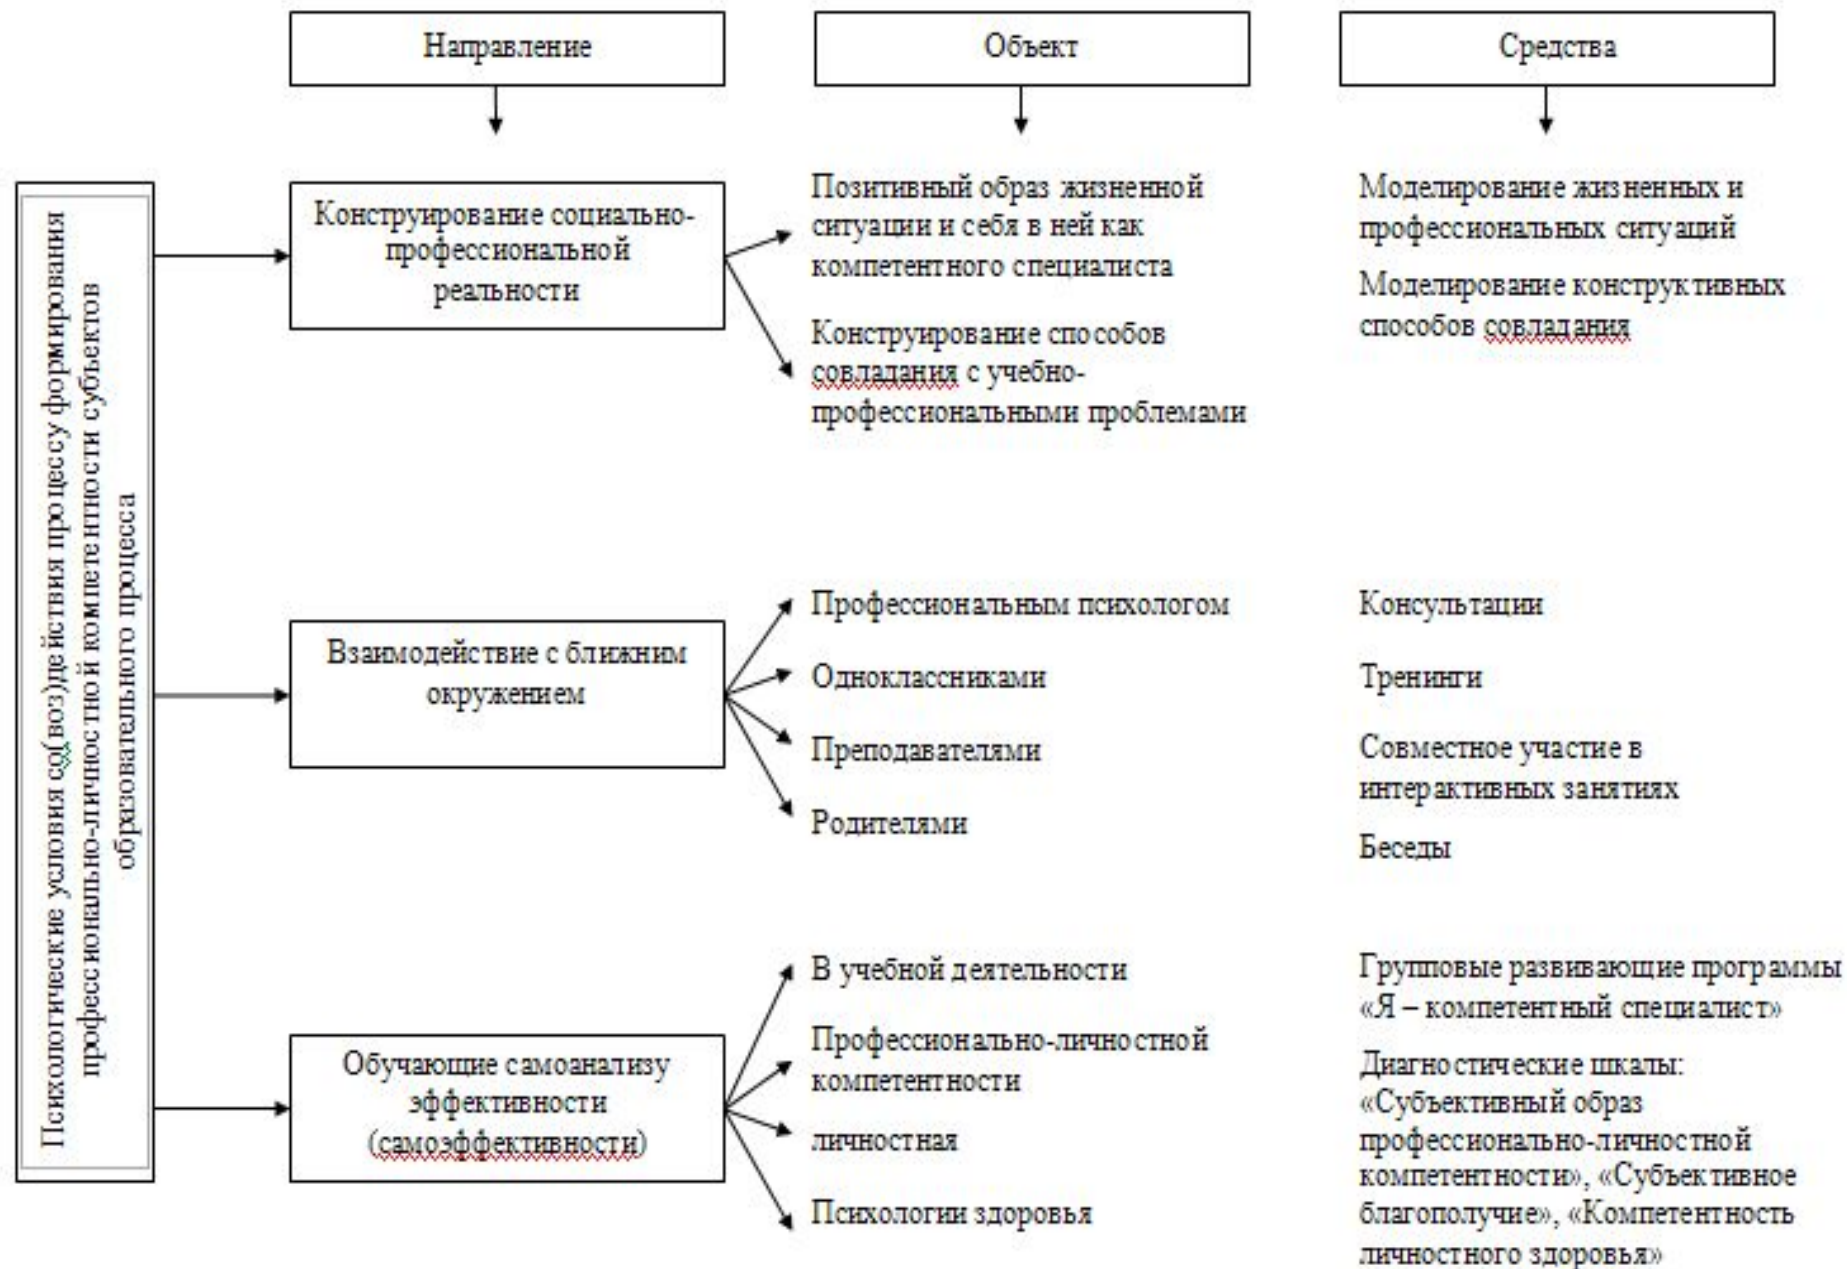 Направление
Объект
Средства
Психологические условия со(воз)действия процессу формирования
профессионально-личностной компетентности субъектов
образовательного процесса
Конструирование социально-
профессиональной
реальности
Позитивный образ жизненной
ситуации и себя в ней как
компетентного специалиста
Конструирование способов
совладания с учебно-
профессиональными проблемами
Моделирование жизненных и
профессиональных ситуаций
Моделирование конструктивных
способов совладания
Взаимодействие с ближним
окружением
Профессиональным психологом
Одноклассниками
Преподавателями
Родителями
Консультации
Тренинги
Совместное участие в
интерактивных занятиях
Беседы
Обучающие самоанализу
эффективности
(самоэффективности)
В учебной деятельности
Профессионально-личностной
компетентности
личностная
Психологии здоровья
Групповые развивающие программы
«Я – компетентный специалист»
Диагностические шкалы:
«Субъективный образ
профессионально-личностной
компетентности», «Субъективное
благополучие», «Компетентность
личностного здоровья»